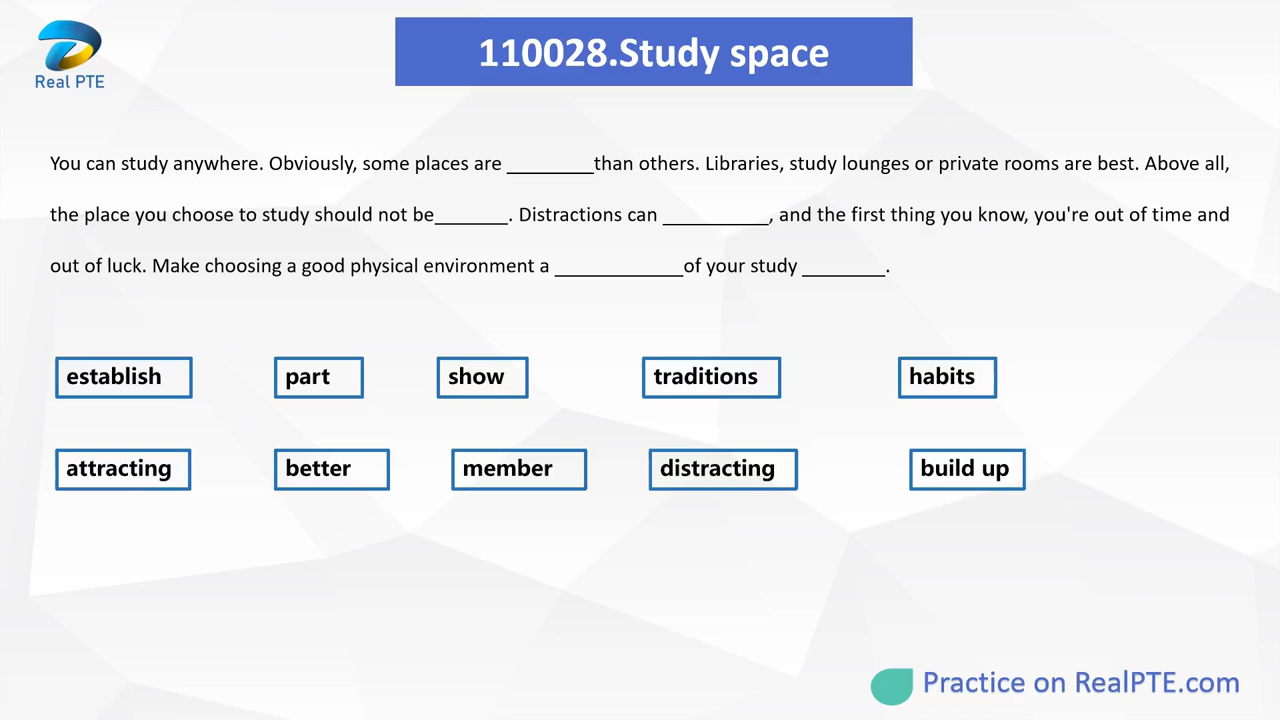 Real PTE
110028.Study space
You can study anywhere. Obviously, some places are ________than others. Libraries, study lounges or private rooms are best. Above all,
the place you choose to study should not be_______. Distractions can __________, and the first thing you know, you're out of time and
out of luck. Make choosing a good physical environment a ____________of your study ________.
establish part show traditions habits
attracting better member distracting build up
Practice on RealPTE.com